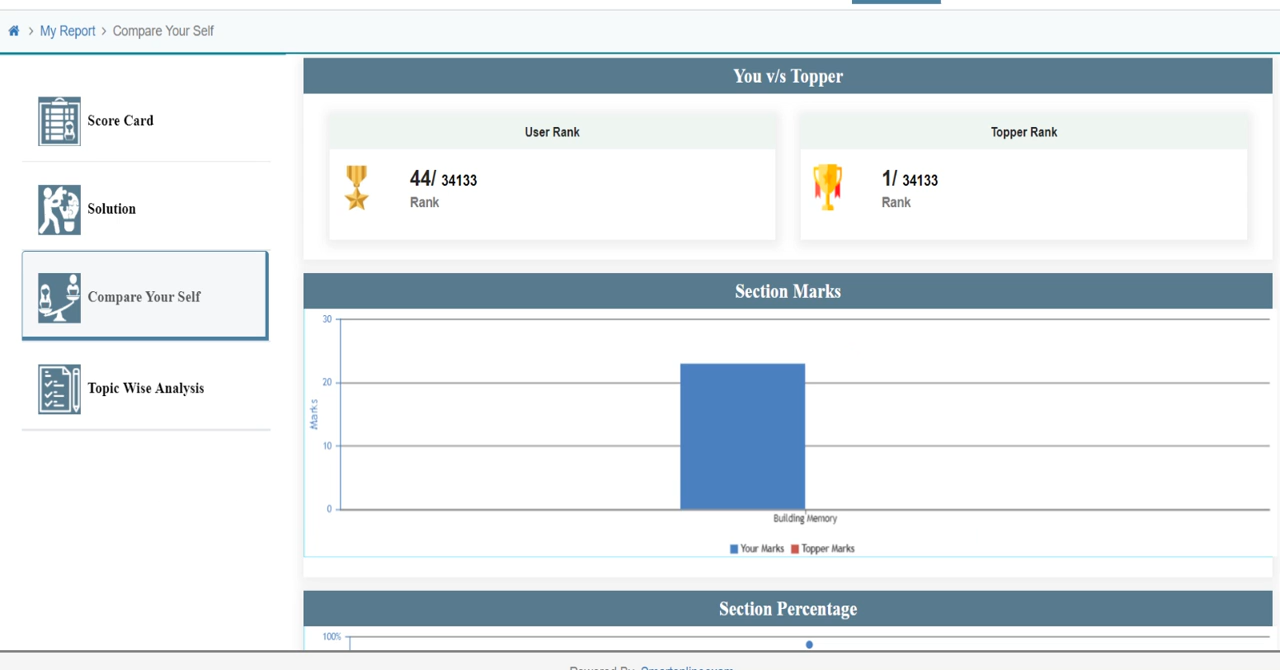 My Report > Compare Your Self
Score Card
Solution
Compare Your Self
Topic Wise Analysis
You v/s Topper
User Rank
44/ 34133
Rank
Topper Rank
1/ 34133
Rank
Section Marks
30
20
10
0
Marks
Building Memory
Your Marks
Topper Marks
Section Percentage
100%
Powered By